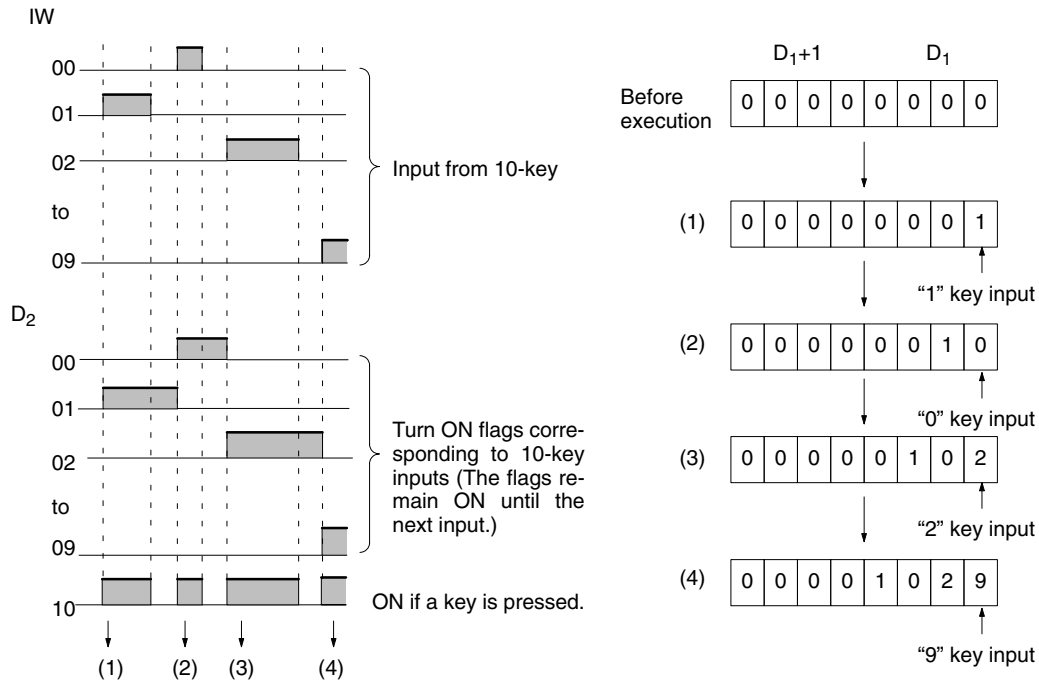 IW
00
01
02
to
09
Input from 10-key
D2
00
01
02
to
09
10
Turn ON flags corre-
sponding to 10-key
inputs (The flags re-
main ON until the
next input.)
ON if a key is pressed.
(1) (2) (3) (4)
D1+1 D1
Before
execution
0 0 0 0 0 0 0 0
(1) 0 0 0 0 0 0 0 1
“1” key input
(2) 0 0 0 0 0 0 1 0
“0” key input
(3) 0 0 0 0 0 1 0 2
“2” key input
(4) 0 0 0 0 1 0 2 9
“9” key input